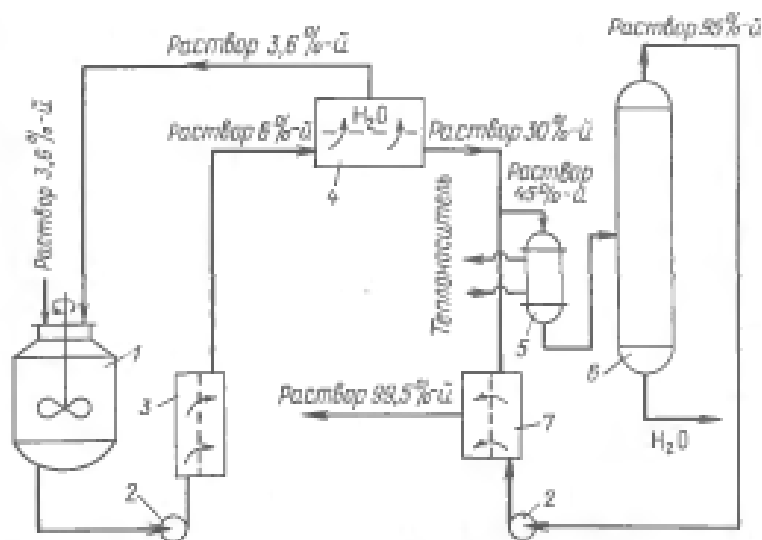 Раствор 3,6%-й
Раствор 95%-й
Раствор 3,6%-й
Раствор 6%-й
H₂O
Раствор 30%-й
4
Раствор
45%-й
Теплоноситель
1
3
5
6
Раствор 99,5%-й
7
H₂O
2
2